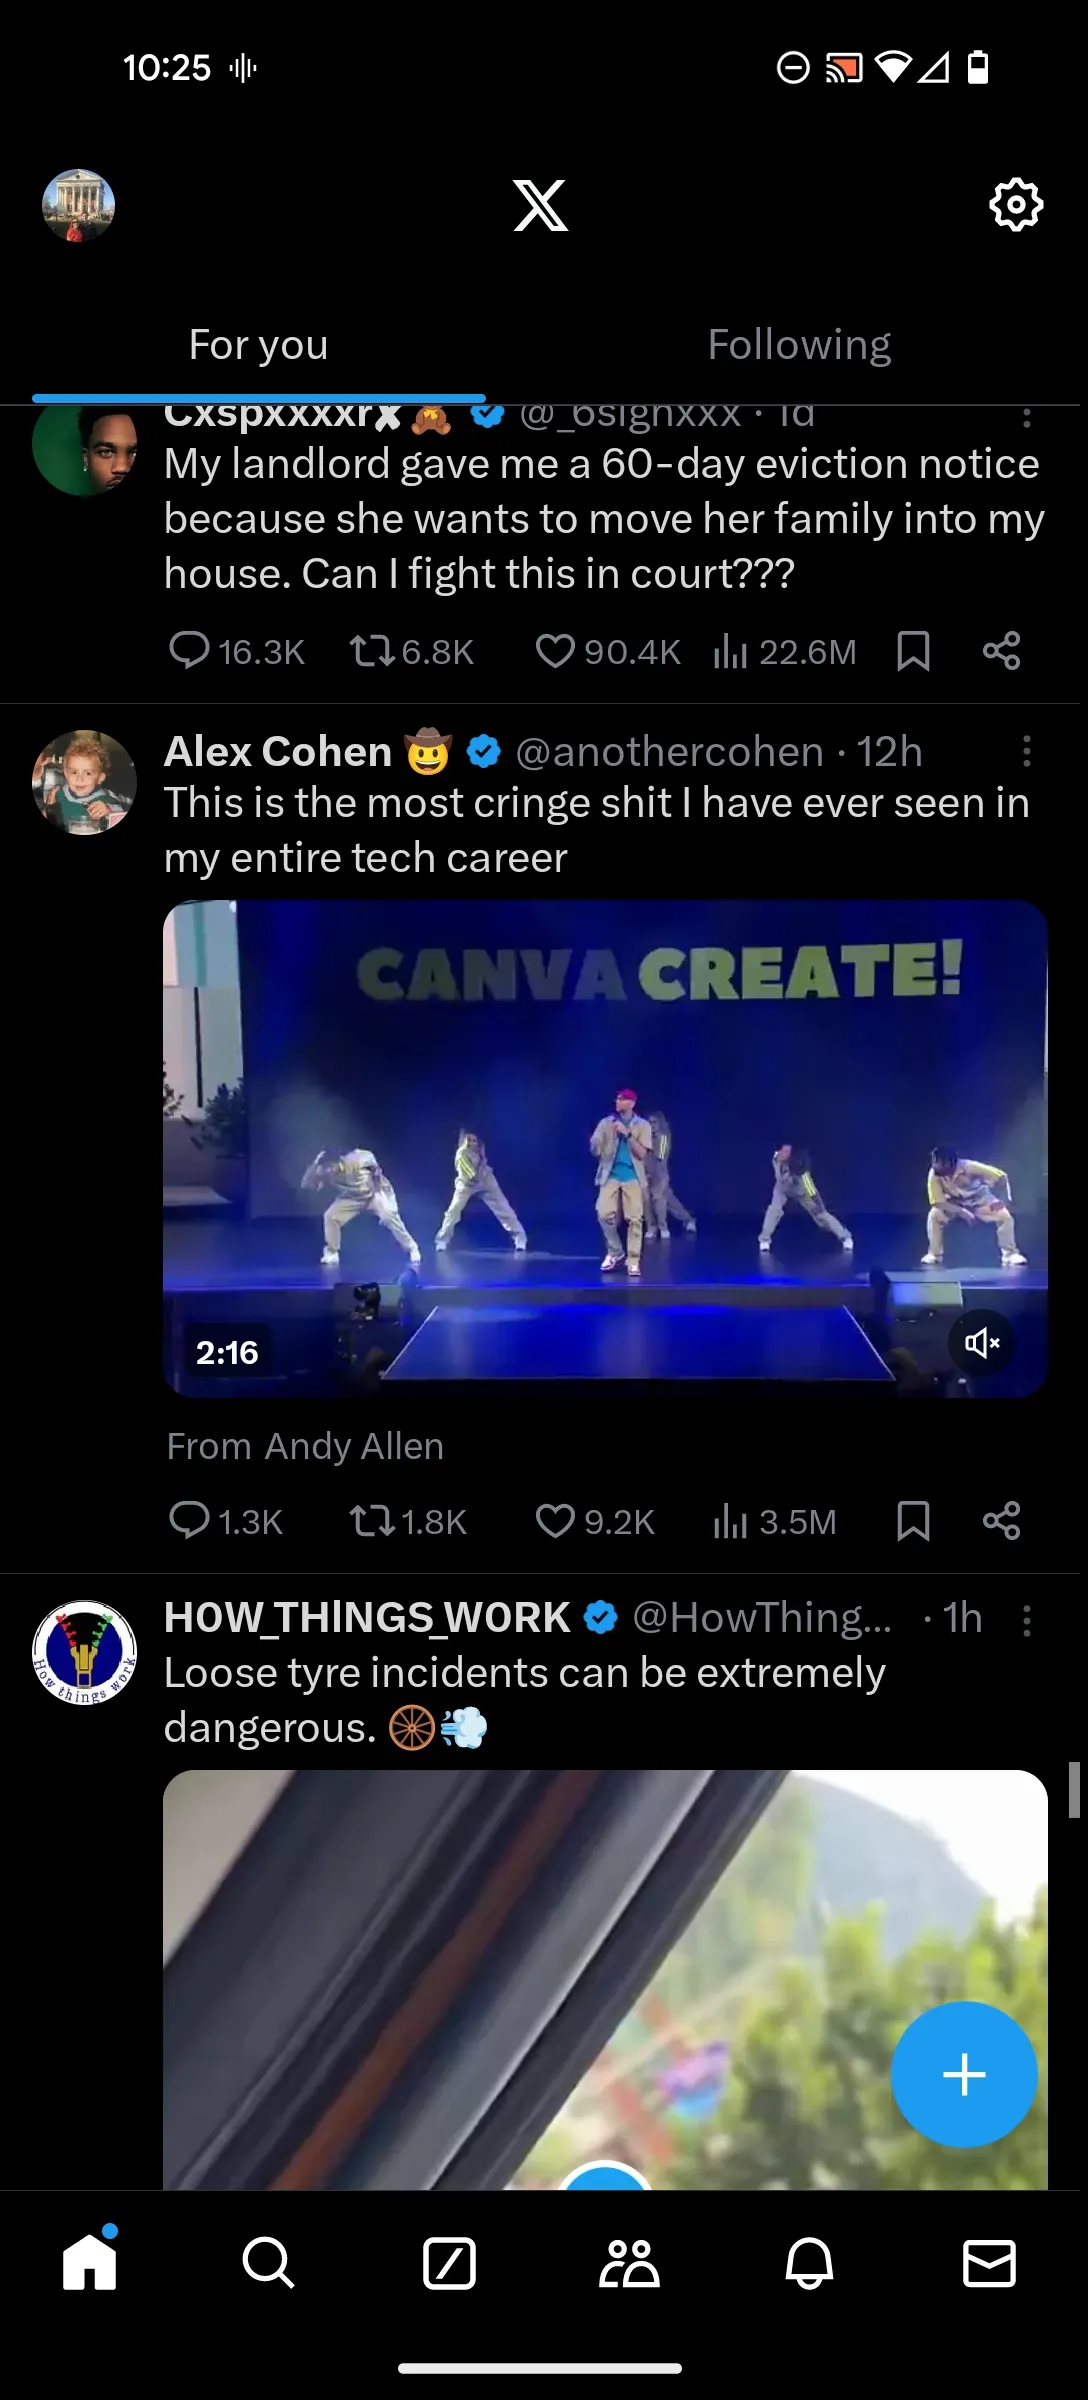 10:25
For you
Following
Cxspxxxxr✘🧸 @_6signxxx · 1d
My landlord gave me a 60-day eviction notice
because she wants to move her family into my
house. Can I fight this in court???
16.3K 6.8K 90.4K 22.6M
Alex Cohen 🤠 @anothercohen · 12h
This is the most cringe shit I have ever seen in
my entire tech career
CANVA CREATE!
2:16
From Andy Allen
1.3K 1.8K 9.2K 3.5M
HOW_THINGS_WORK @HowThing... · 1h
How things work
Loose tyre incidents can be extremely
dangerous. 🛞💨